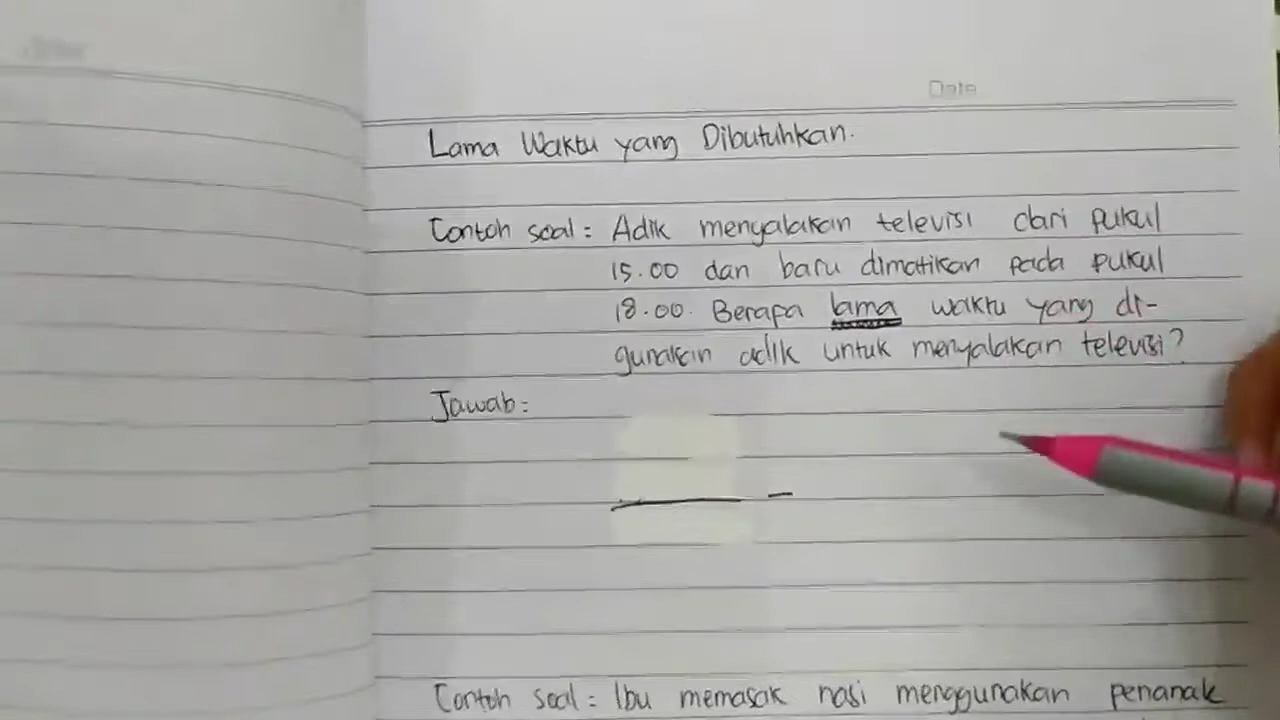 Date
Lama Waktu yang Dibutuhkan.
Contoh soal : Adik menyalakan televisi dari pukul
15.00 dan baru dimatikan pada pukul
18.00. Berapa lama waktu yang di-
gunakan adik untuk menyalakan televisi?
Jawab :
Contoh soal : Ibu memasak nasi menggunakan penanak